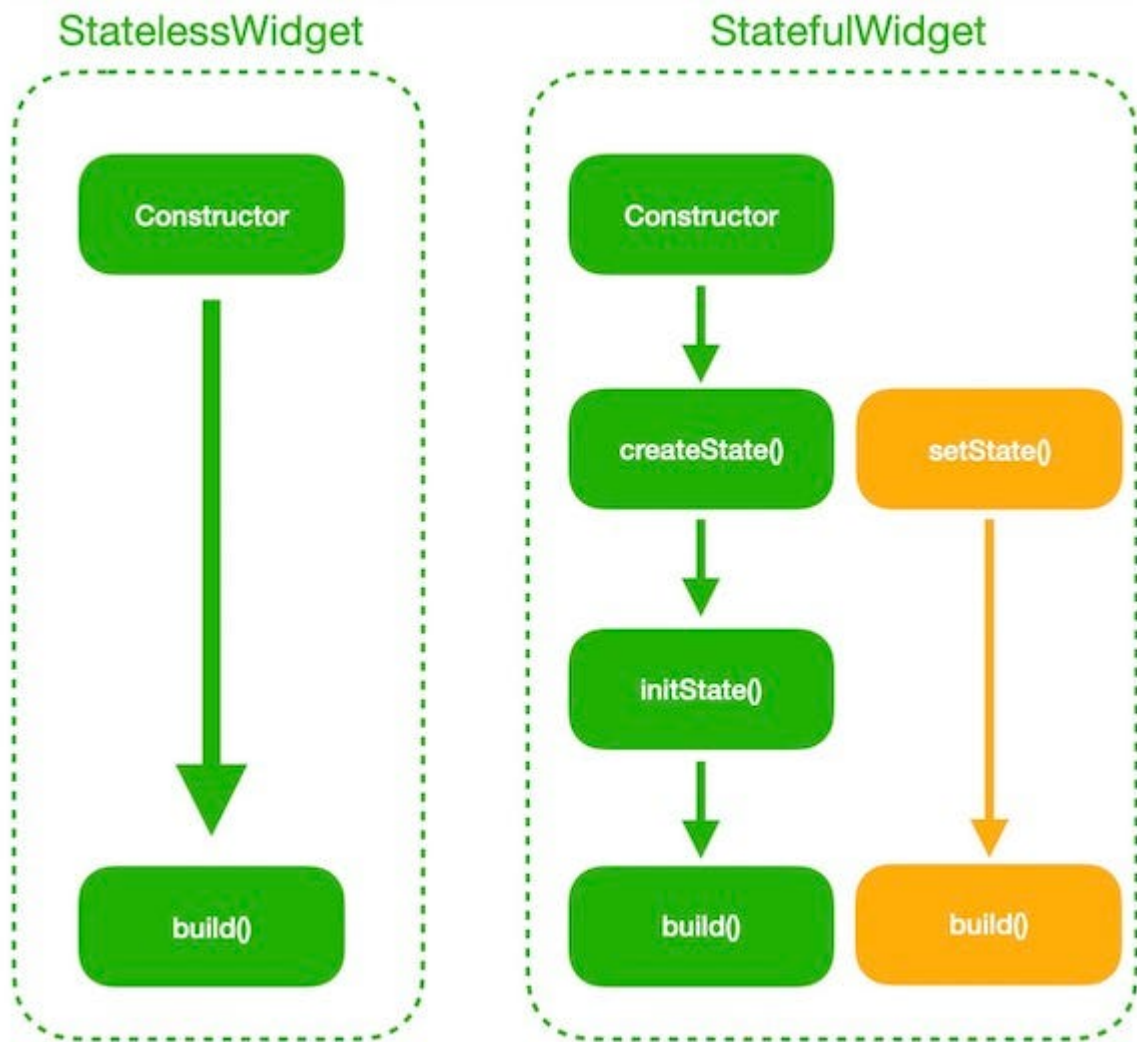 StatelessWidget
Constructor
build()
StatefulWidget
Constructor
createState()
initState()
build()
setState()
build()